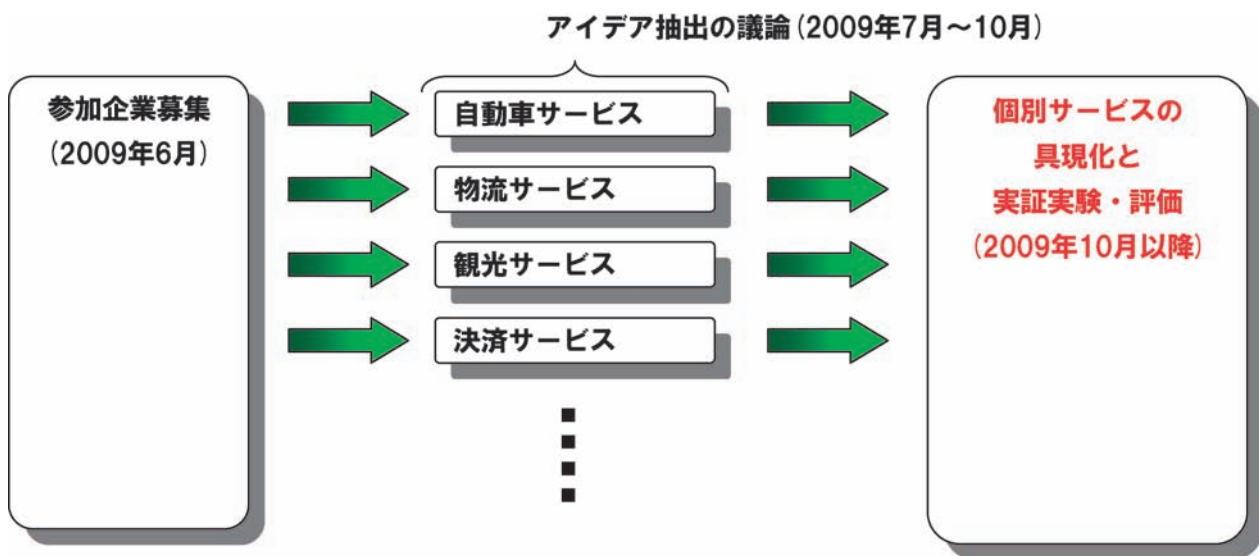 アイデア抽出の議論(2009年7月～10月)
参加企業募集
(2009年6月)
自動車サービス
物流サービス
観光サービス
決済サービス
個別サービスの
具現化と
実証実験・評価
(2009年10月以降)